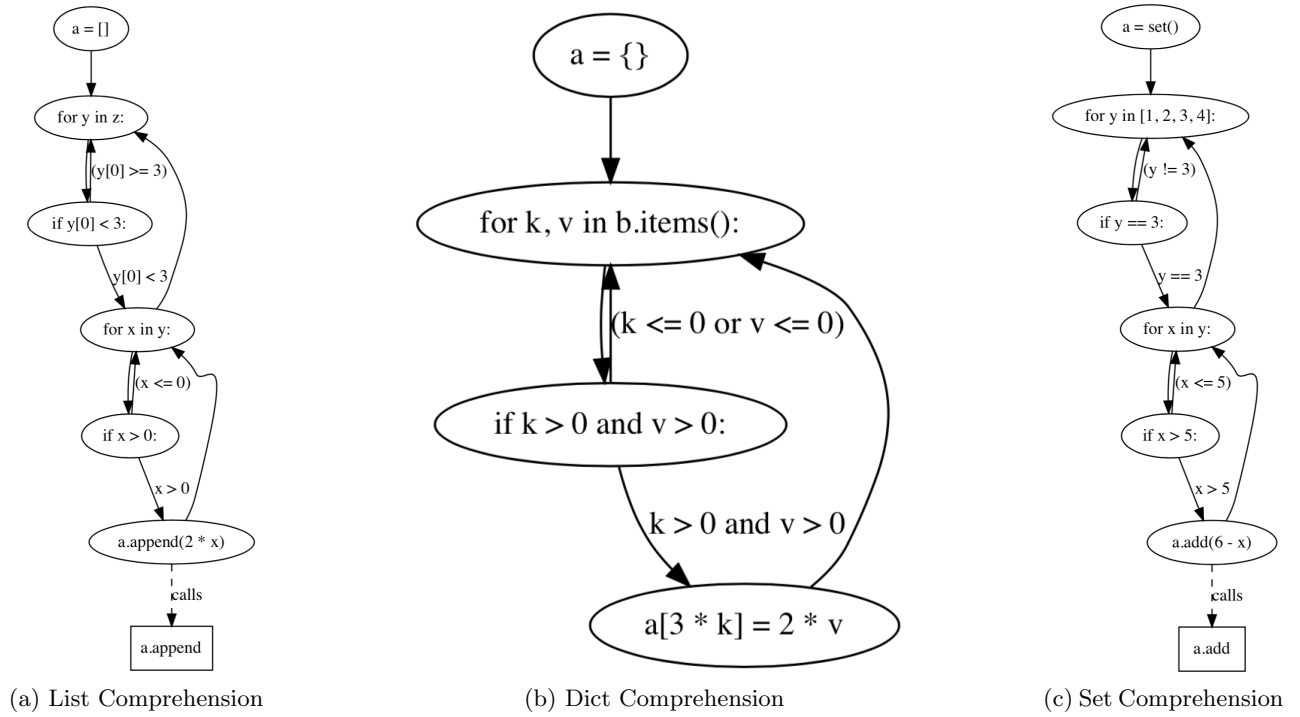 a = []
for y in z:
(y[0] >= 3)
if y[0] < 3:
y[0] < 3
for x in y:
(x <= 0)
if x > 0:
x > 0
a.append(2 * x)
calls
a.append
(a) List Comprehension
a = {}
for k, v in b.items():
(k <= 0 or v <= 0)
if k > 0 and v > 0:
k > 0 and v > 0
a[3 * k] = 2 * v
(b) Dict Comprehension
a = set()
for y in [1, 2, 3, 4]:
(y != 3)
if y == 3:
y == 3
for x in y:
(x <= 5)
if x > 5:
x > 5
a.add(6 - x)
calls
a.add
(c) Set Comprehension